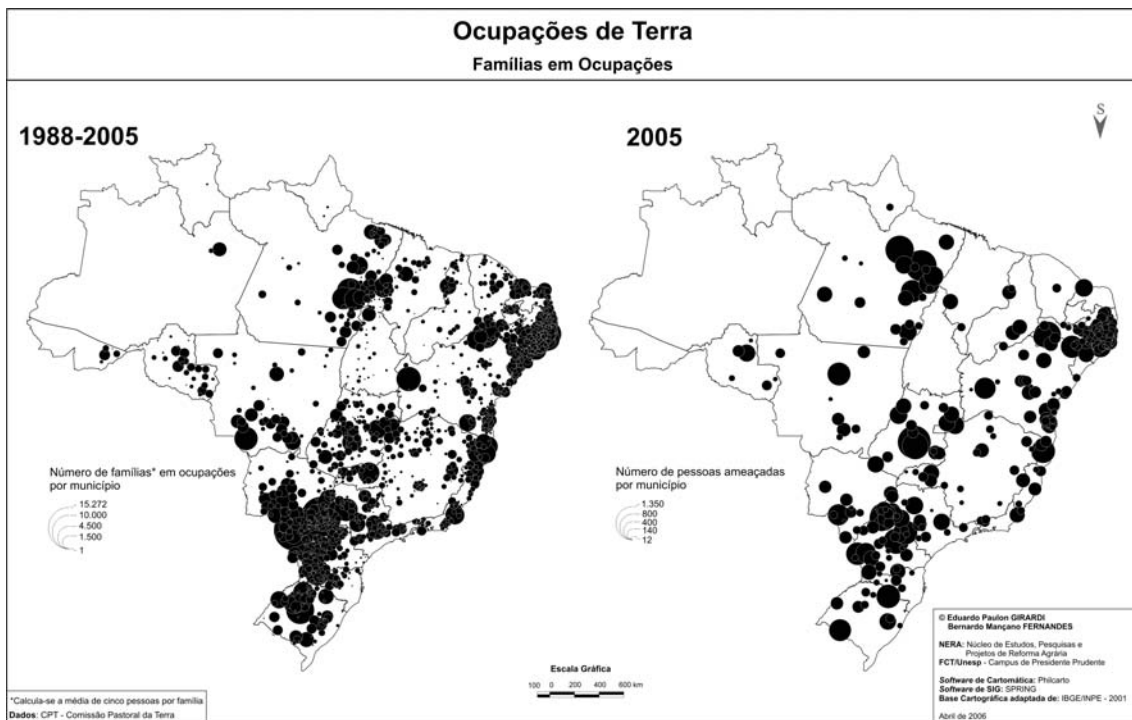 Ocupações de Terra
Famílias em Ocupações
1988-2005
2005
S
Número de famílias* em ocupações
por município
15.272
10.000
4.500
1.500
1
Número de pessoas ameaçadas
por município
1.350
800
400
140
12
Escala Gráfica
100 0 200 400 600 km
*Calcula-se a média de cinco pessoas por família
Dados: CPT - Comissão Pastoral da Terra
© Eduardo Paulon GIRARDI
Bernardo Mançano FERNANDES
NERA: Núcleo de Estudos, Pesquisas e
Projetos de Reforma Agrária
FCT/Unesp - Campus de Presidente Prudente
Software de Cartomática: Philcarto
Software de SIG: SPRING
Base Cartográfica adaptada de: IBGE/INPE - 2001
Abril de 2006